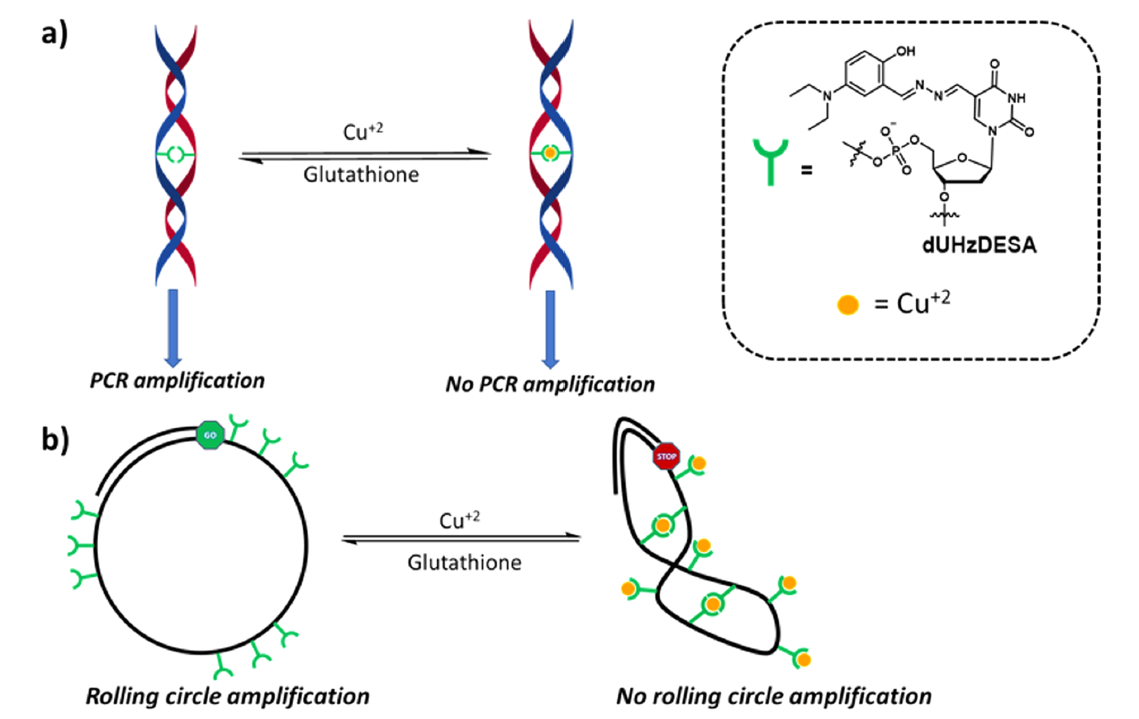 a)
Cu+2
Glutathione
PCR amplification
No PCR amplification
OH
N
N
N
O
NH
N
O
O-
O
P
O
O
O
O
dUHzDESA
=
= Cu+2
b)
GO
Cu+2
Glutathione
STOP
Rolling circle amplification
No rolling circle amplification